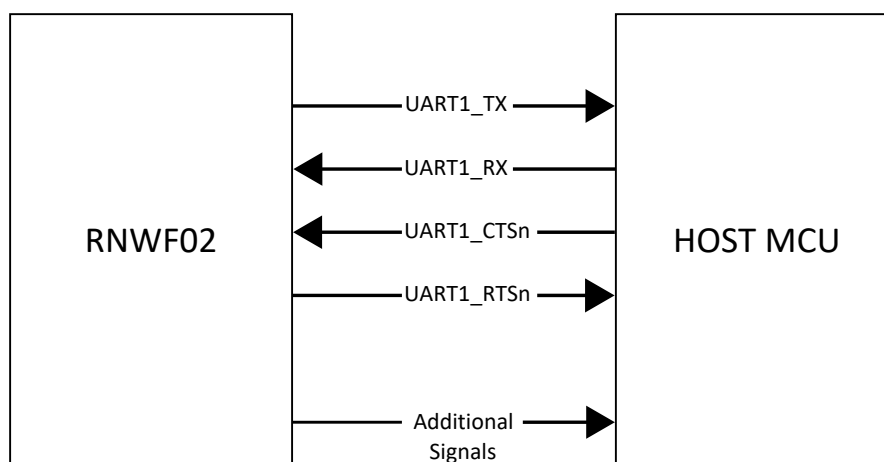 UART1_TX
UART1_RX
RNWF02
UART1_CTSn
HOST MCU
UART1_RTSn
Additional
Signals